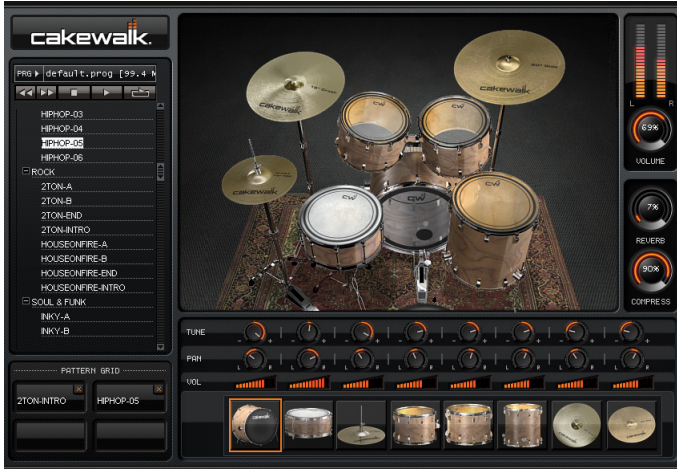 cakewalk.
PRG default.prog [99.4 M
HIPHOP-03
HIPHOP-04
HIPHOP-05
HIPHOP-06
ROCK
2TON-A
2TON-B
2TON-END
2TON-INTRO
HOUSEONFIRE-A
HOUSEONFIRE-B
HOUSEONFIRE-END
HOUSEONFIRE-INTRO
SOUL & FUNK
INKY-A
INKY-B
PATTERN GRID
2TON-INTRO
HIPHOP-05
cakewalk
cakewalk
cakewalk
CW
CW
CW
L R
69%
VOLUME
7%
REVERB
90%
COMPRESS
TUNE
- + - + - + - + - + - + - + - +
PAN
L R L R L R L R L R L R L R L R
VOL
cakewalk